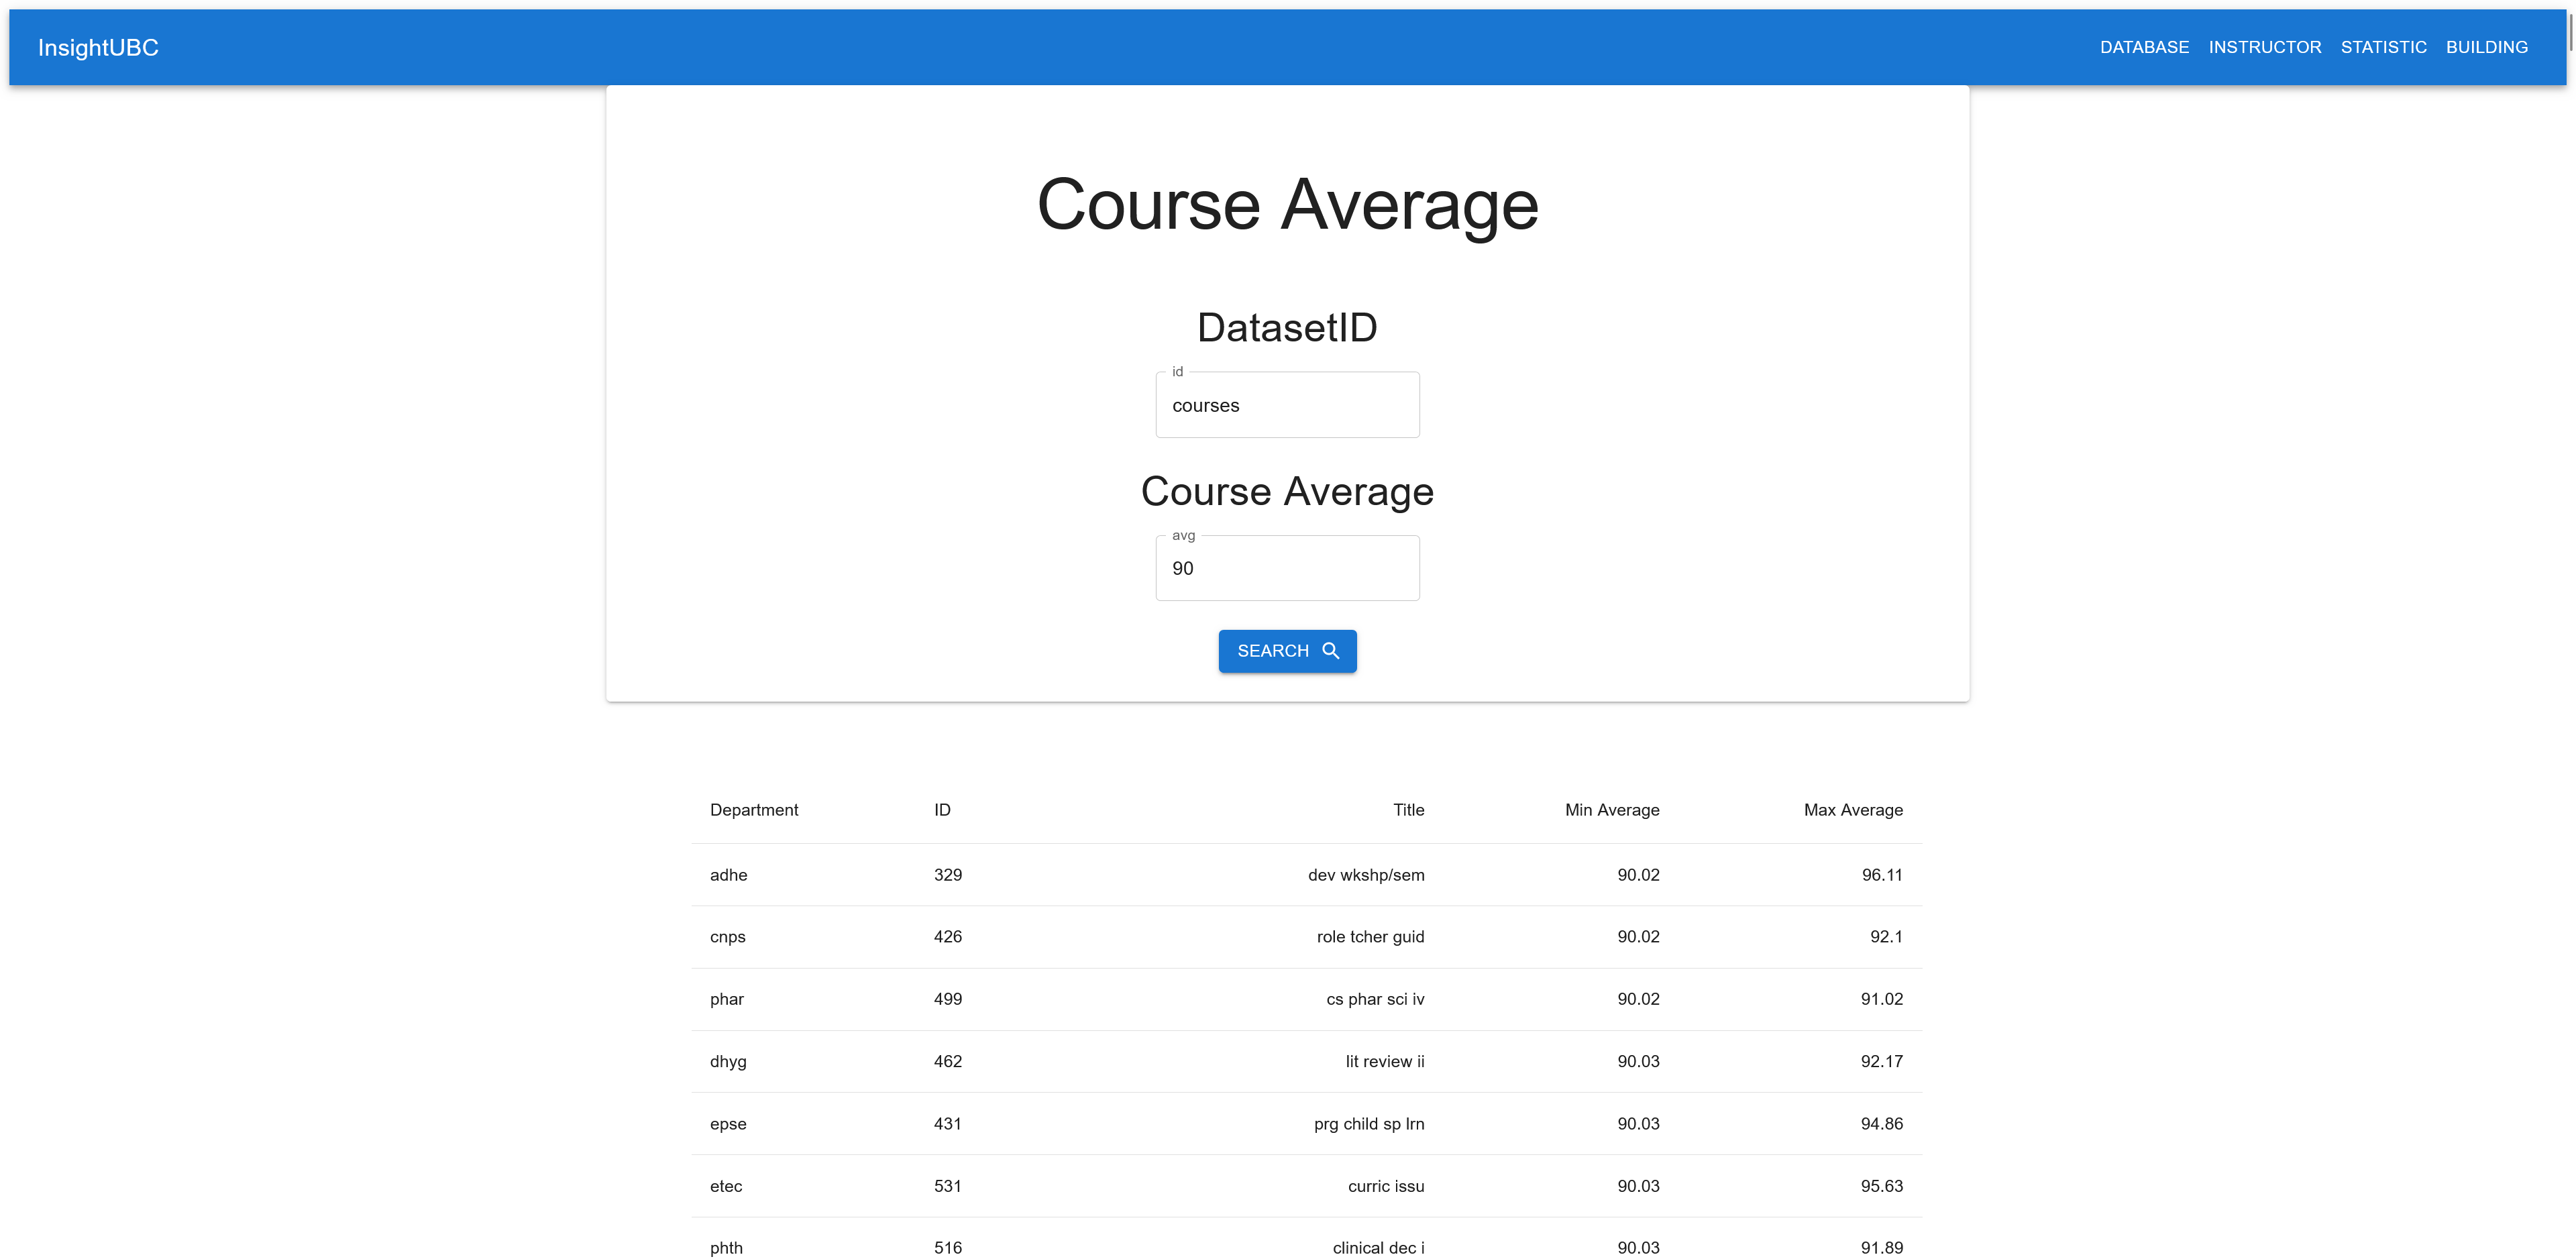 InsightUBC DATABASE INSTRUCTOR STATISTIC BUILDING
Course Average
DatasetID
id
courses
Course Average
avg
90
SEARCH
Department ID Title Min Average Max Average
adhe 329 dev wkshp/sem 90.02 96.11
cnps 426 role tcher guid 90.02 92.1
phar 499 cs phar sci iv 90.02 91.02
dhyg 462 lit review ii 90.03 92.17
epse 431 prg child sp lrn 90.03 94.86
etec 531 curric issu 90.03 95.63
phth 516 clinical dec i 90.03 91.89